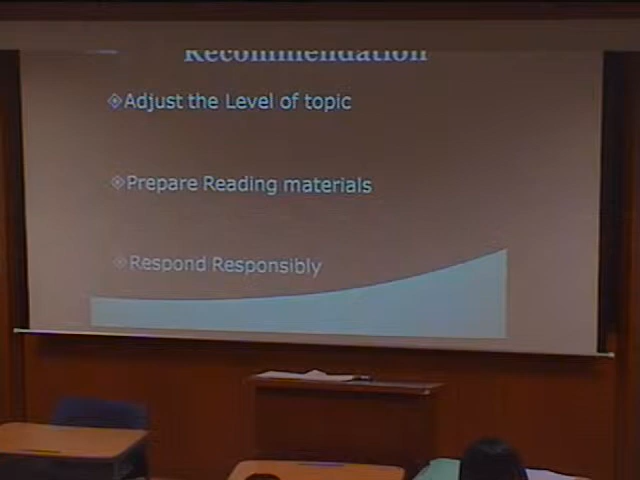 Recommendation
Adjust the Level of topic
Prepare Reading materials
Respond Responsibly